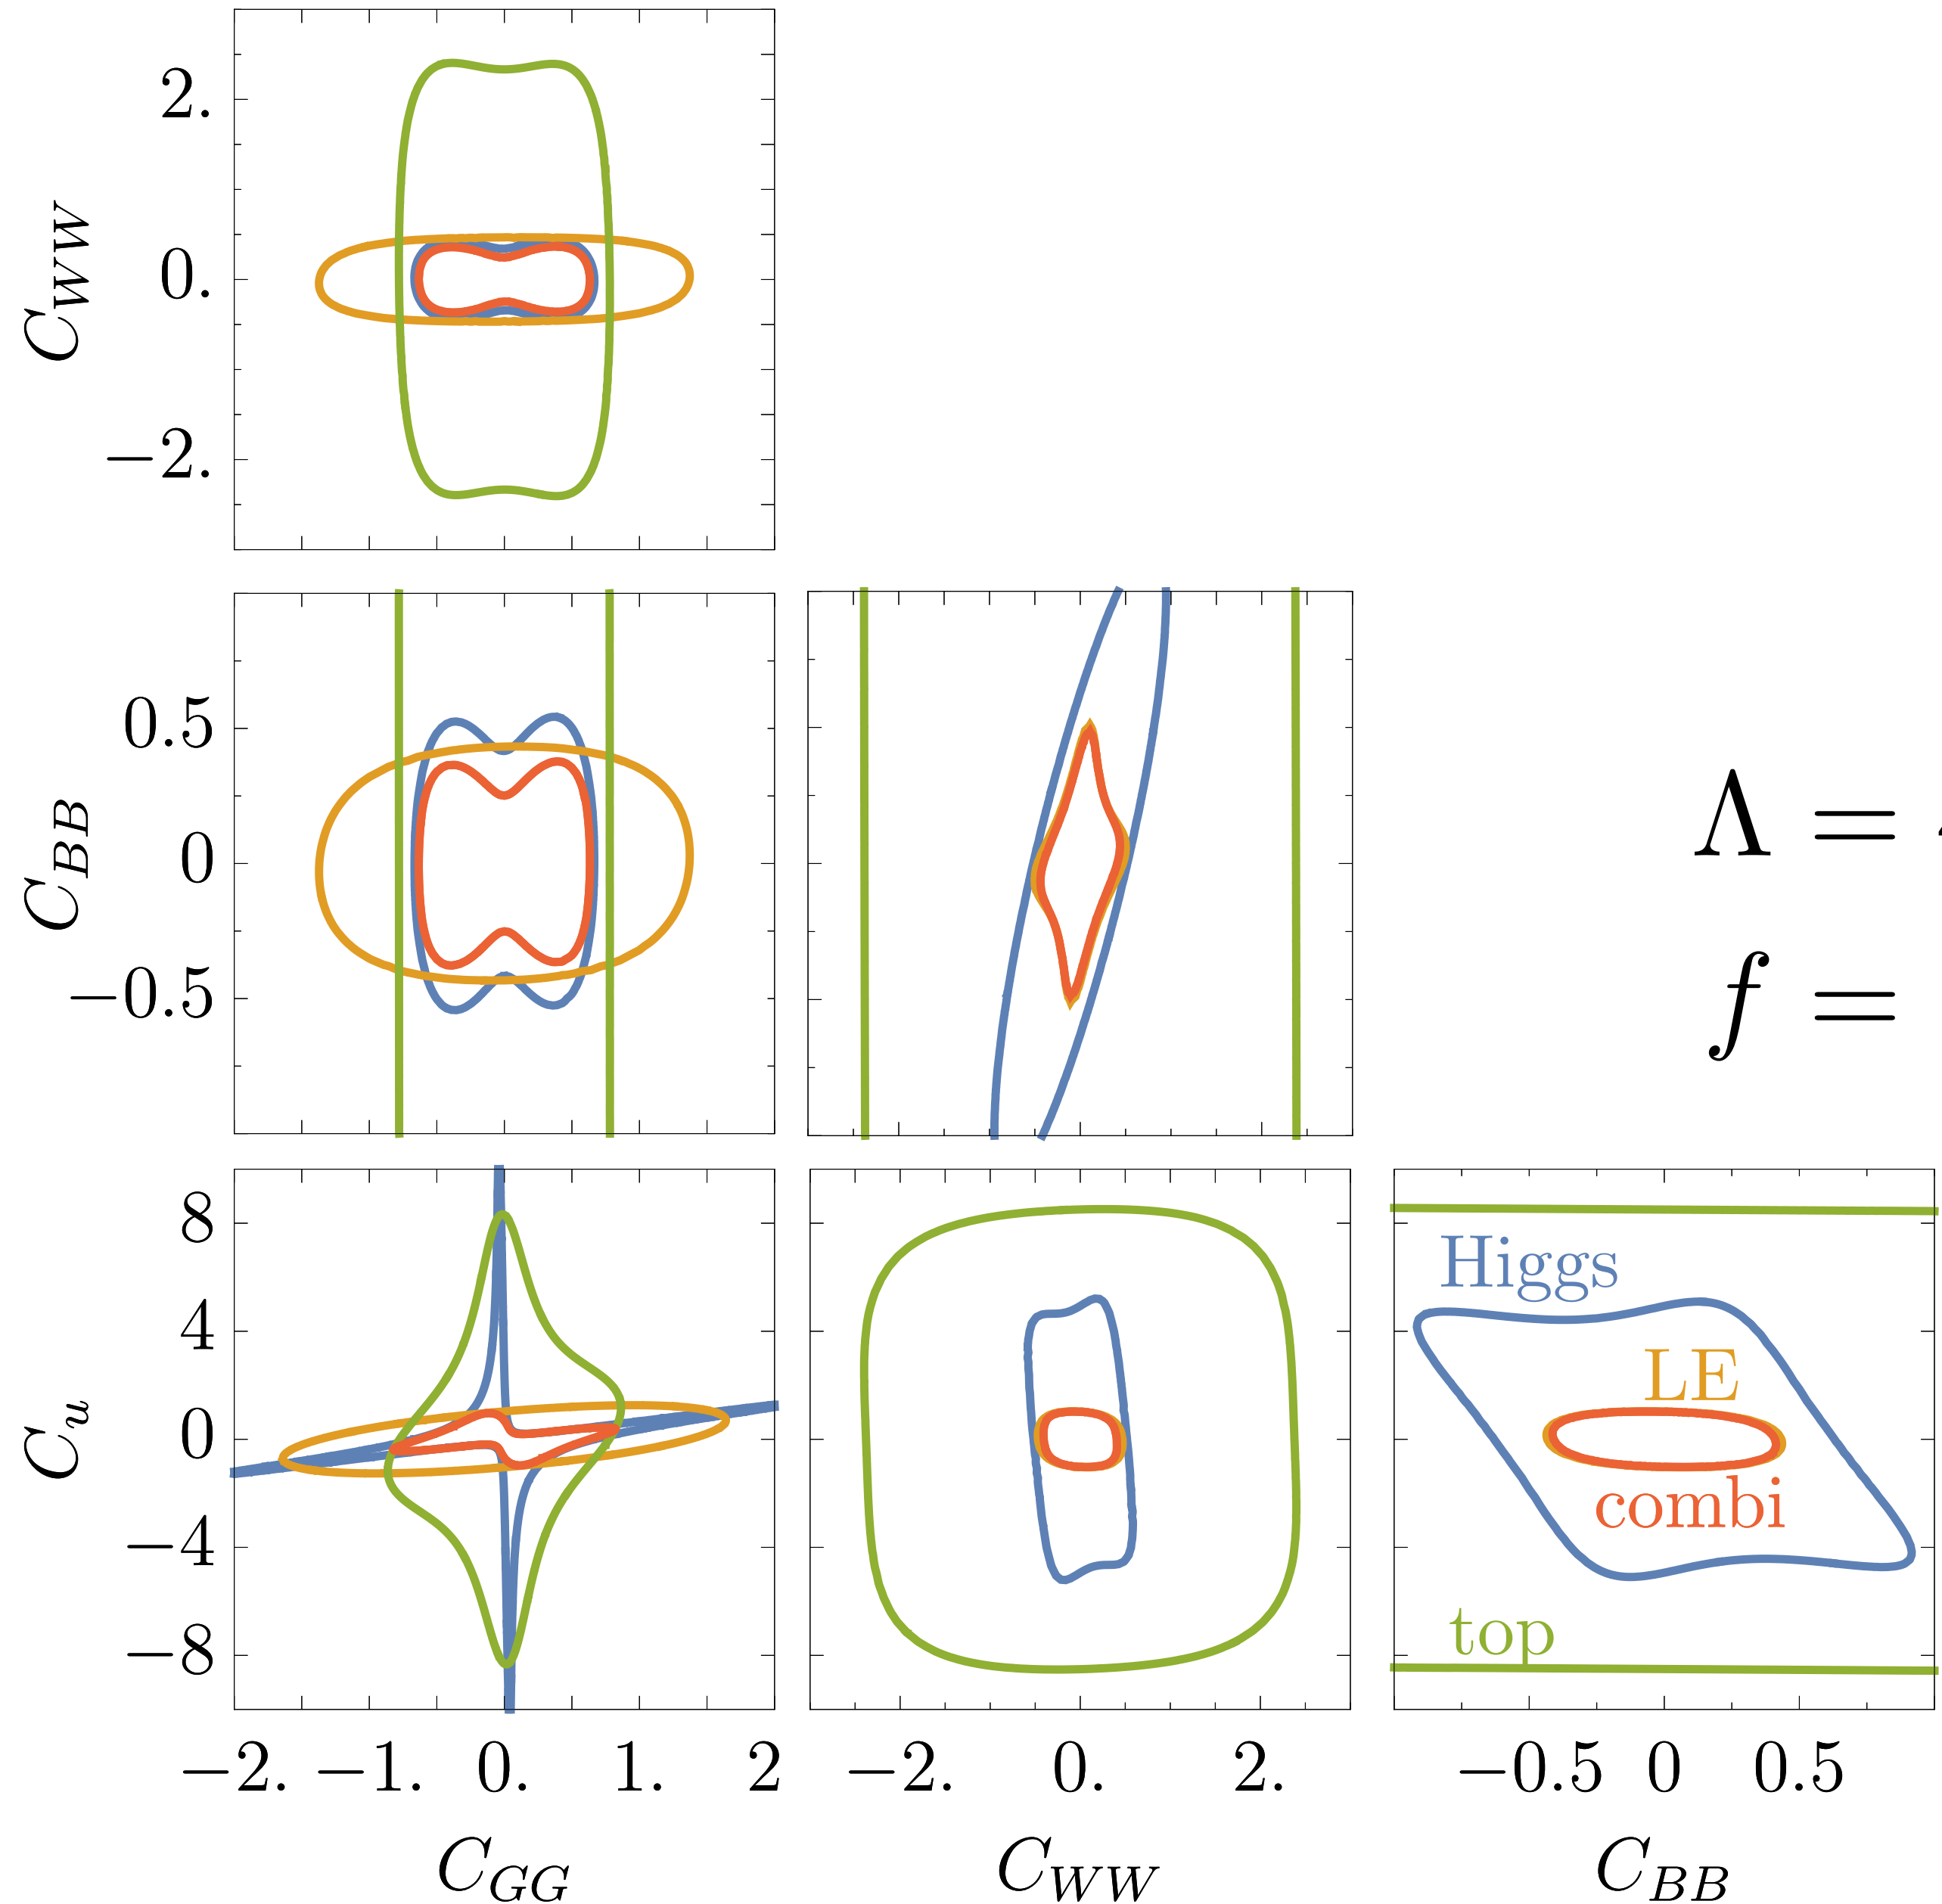 2.
0.
−2.
C_WW
0.5
0
−0.5
C_BB
Λ =
f =
8
4
0
−4
−8
C_u
Higgs
LE
combi
top
−2. −1. 0. 1. 2
−2. 0. 2.
−0.5 0 0.5
C_GG C_WW C_BB